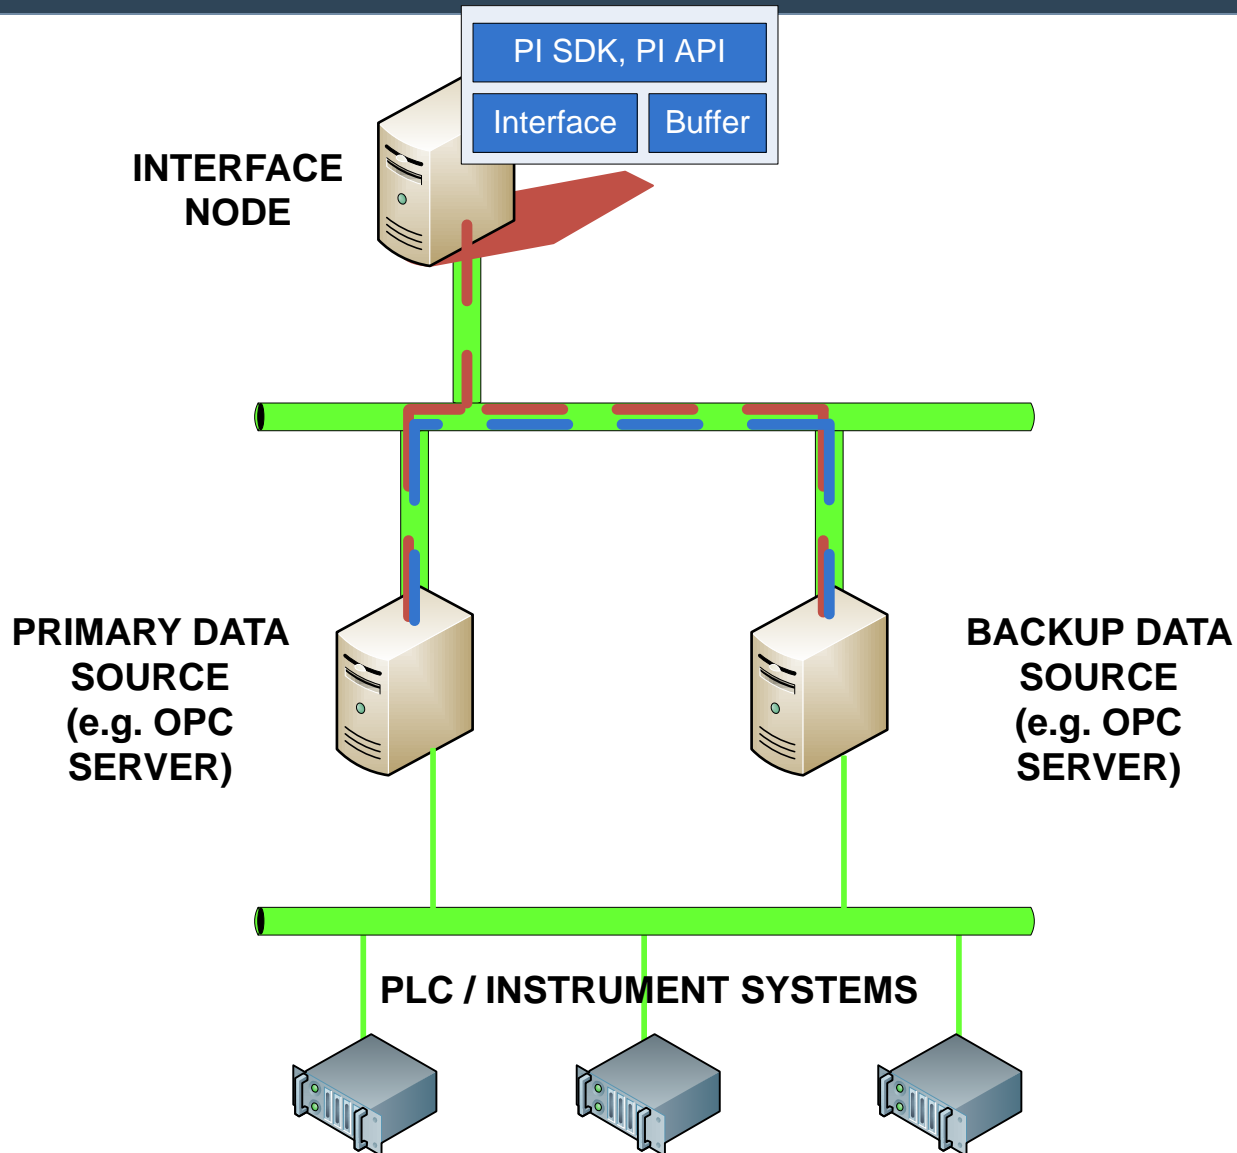 PI SDK, PI API
Interface
Buffer
INTERFACE
NODE
PRIMARY DATA
SOURCE
(e.g. OPC
SERVER)
BACKUP DATA
SOURCE
(e.g. OPC
SERVER)
PLC / INSTRUMENT SYSTEMS